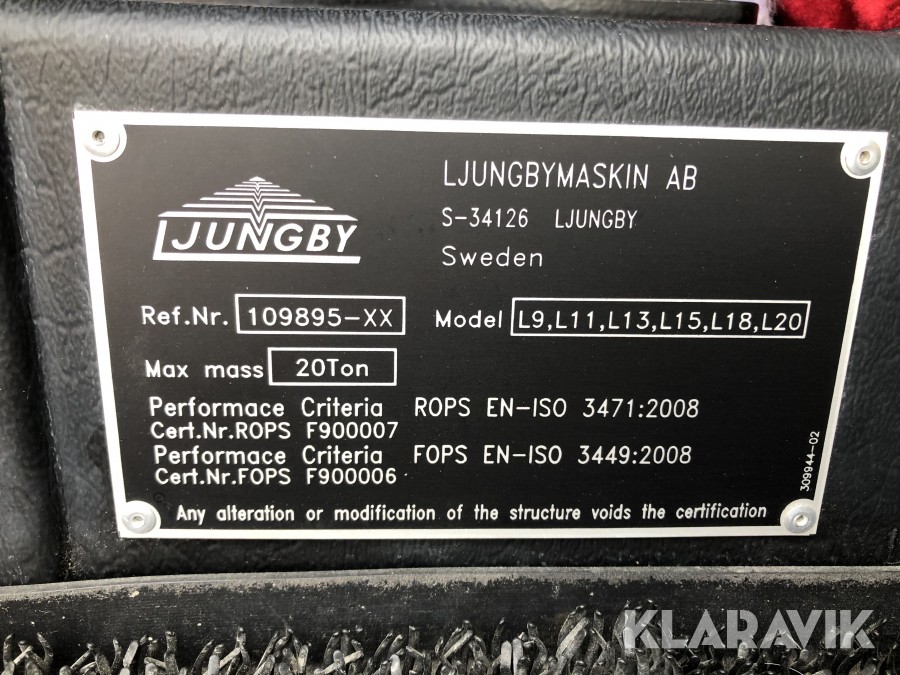 LJUNGBY
LJUNGBYMASKIN AB
S-34126 LJUNGBY
Sweden
Ref.Nr. 109895-XX Model L9,L11,L13,L15,L18,L20
Max mass 20Ton
Performace Criteria ROPS EN-ISO 3471:2008
Cert.Nr.ROPS F900007
Performace Criteria FOPS EN-ISO 3449:2008
Cert.Nr.FOPS F900006
309944-02
Any alteration or modification of the structure voids the certification
KLARAVIK